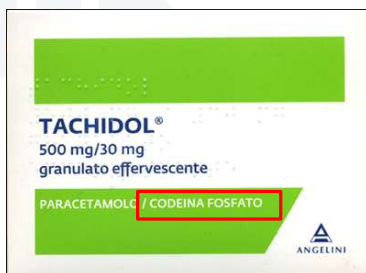 TACHIDOL®
500 mg/30 mg
granulato effervescente
PARACETAMOLO / CODEINA FOSFATO
ANGELINI